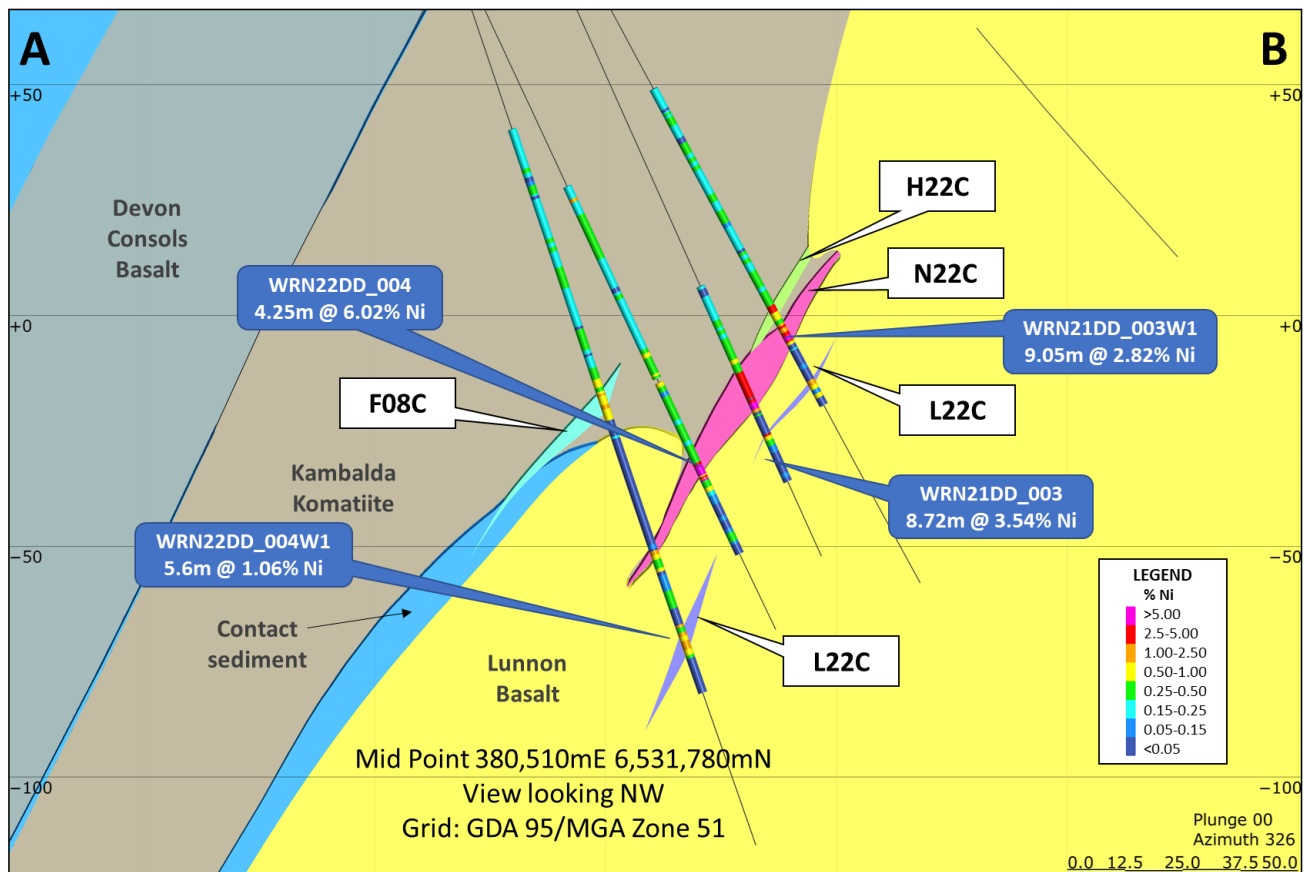 A
B
+50
+50
H22C
Devon
Consols
Basalt
N22C
WRN22DD_004
4.25m @ 6.02% Ni
+0
+0
WRN21DD_003W1
9.05m @ 2.82% Ni
F08C
L22C
Kambalda
Komatiite
WRN21DD_003
8.72m @ 3.54% Ni
WRN22DD_004W1
5.6m @ 1.06% Ni
−50
−50
LEGEND
% Ni
>5.00
2.5-5.00
1.00-2.50
0.50-1.00
0.25-0.50
0.15-0.25
0.05-0.15
<0.05
Contact
sediment
Lunnon
Basalt
L22C
Mid Point 380,510mE 6,531,780mN
View looking NW
Grid: GDA 95/MGA Zone 51
−100
−100
Plunge 00
Azimuth 326
0.0 12.5 25.0 37.5 50.0